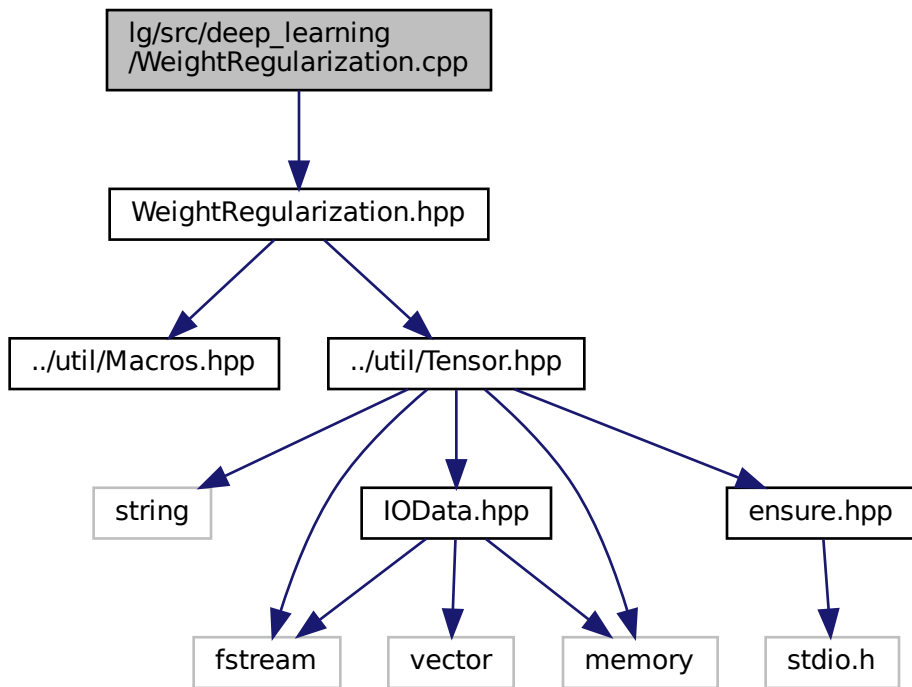 lg/src/deep_learning
/WeightRegularization.cpp
WeightRegularization.hpp
../util/Macros.hpp
../util/Tensor.hpp
string
IOData.hpp
ensure.hpp
fstream
vector
memory
stdio.h